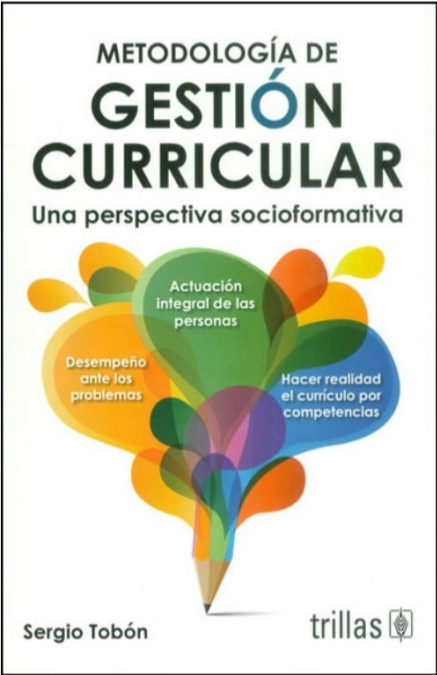 METODOLOGÍA DE
GESTIÓN
CURRICULAR
Una perspectiva socioformativa
Actuación
integral de las
personas
Desempeño
ante los
problemas
Hacer realidad
el currículo por
competencias
Sergio Tobón
trillas